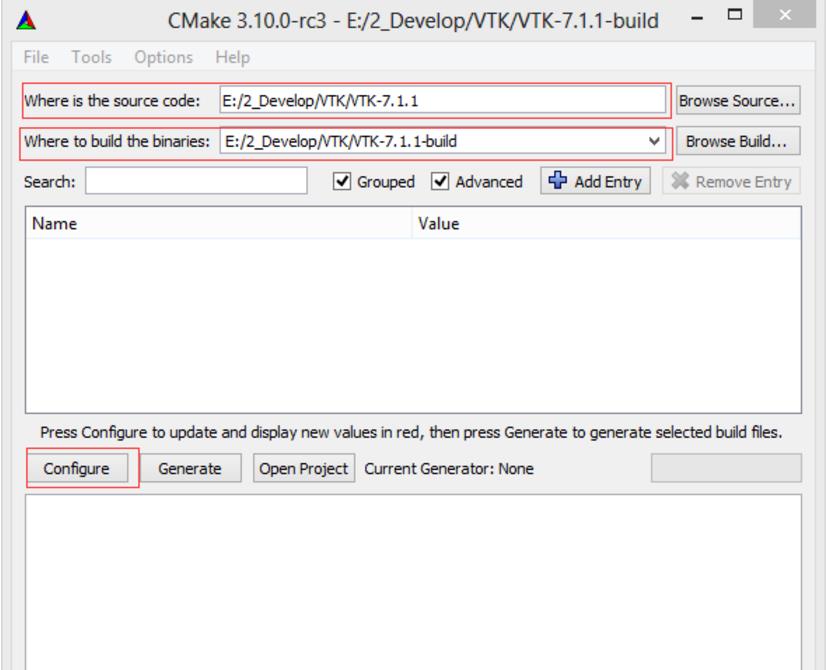 CMake 3.10.0-rc3 - E:/2_Develop/VTK/VTK-7.1.1-build
File Tools Options Help
Where is the source code: E:/2_Develop/VTK/VTK-7.1.1 Browse Source...
Where to build the binaries: E:/2_Develop/VTK/VTK-7.1.1-build Browse Build...
Search: Grouped Advanced Add Entry Remove Entry
Name Value
Press Configure to update and display new values in red, then press Generate to generate selected build files.
Configure Generate Open Project Current Generator: None